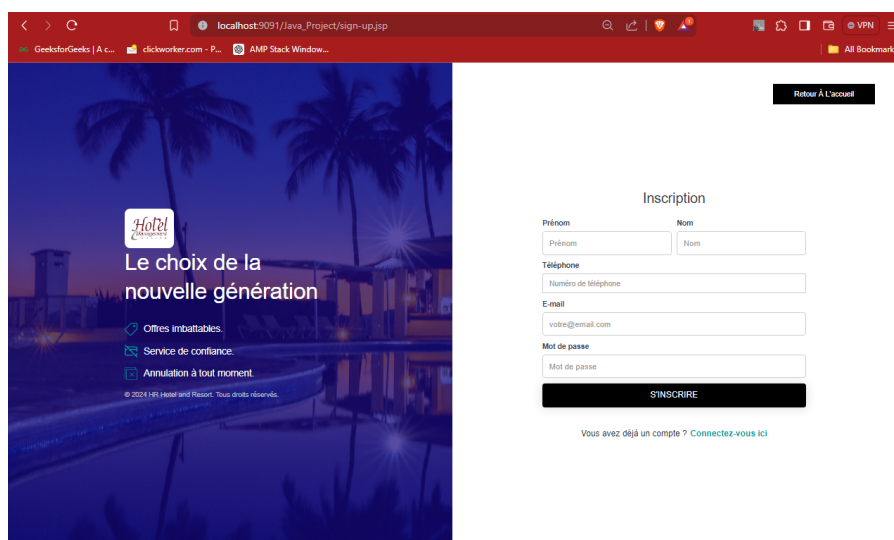 localhost:9091/Java_Project/sign-up.jsp
VPN
GeeksforGeeks | A c...
clickworker.com - P...
AMP Stack Window...
All Bookmark
Retour À L'accueil
Hotel
Management
Le choix de la
nouvelle génération
Offres imbattables.
Service de confiance.
Annulation à tout moment.
© 2024 HR Hotel and Resort. Tous droits réservés.
Inscription
Prénom
Nom
Prénom
Nom
Téléphone
Numéro de téléphone
E-mail
votre@email.com
Mot de passe
Mot de passe
S'INSCRIRE
Vous avez déjà un compte ? Connectez-vous ici